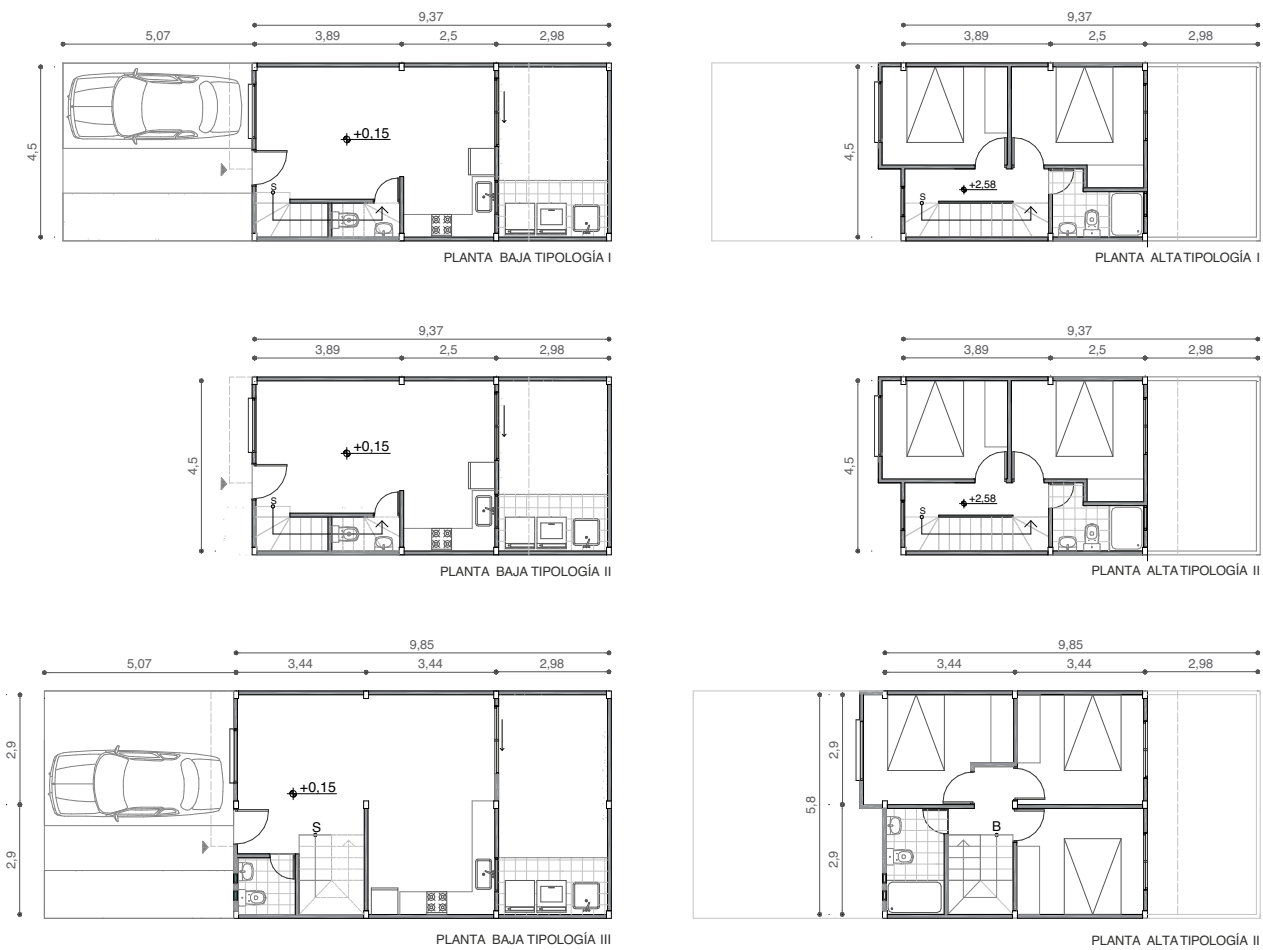 9,37
5,07 3,89 2,5 2,98
4,5
+0,15
S
PLANTA BAJA TIPOLOGÍA I
9,37
3,89 2,5 2,98
4,5
+2,58
S
PLANTA ALTA TIPOLOGÍA I
9,37
3,89 2,5 2,98
4,5
+0,15
S
PLANTA BAJA TIPOLOGÍA II
9,37
3,89 2,5 2,98
4,5
+2,58
S
PLANTA ALTA TIPOLOGÍA II
9,85
5,07 3,44 3,44 2,98
2,9
+0,15
S
2,9
PLANTA BAJA TIPOLOGÍA III
9,85
3,44 3,44 2,98
2,9
5,8
B
2,9
PLANTA ALTA TIPOLOGÍA II